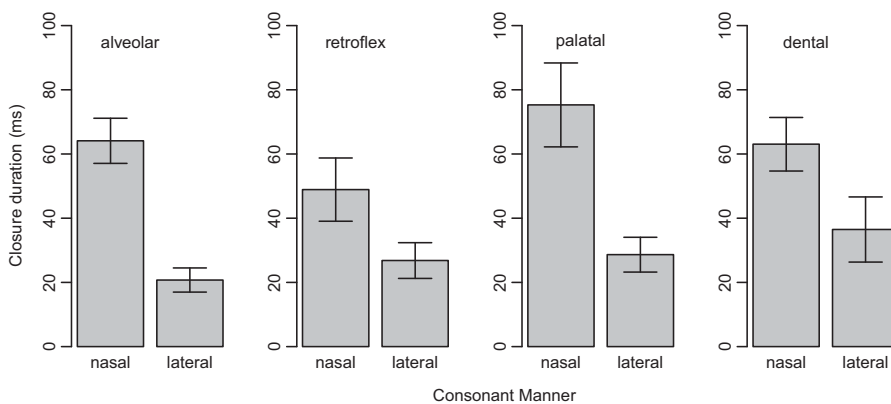 alveolar
retroflex
palatal
dental
Closure duration (ms)
0 20 40 60 80 100
0 20 40 60 80 100
0 20 40 60 80 100
0 20 40 60 80 100
nasal lateral
nasal lateral
nasal lateral
nasal lateral
Consonant Manner